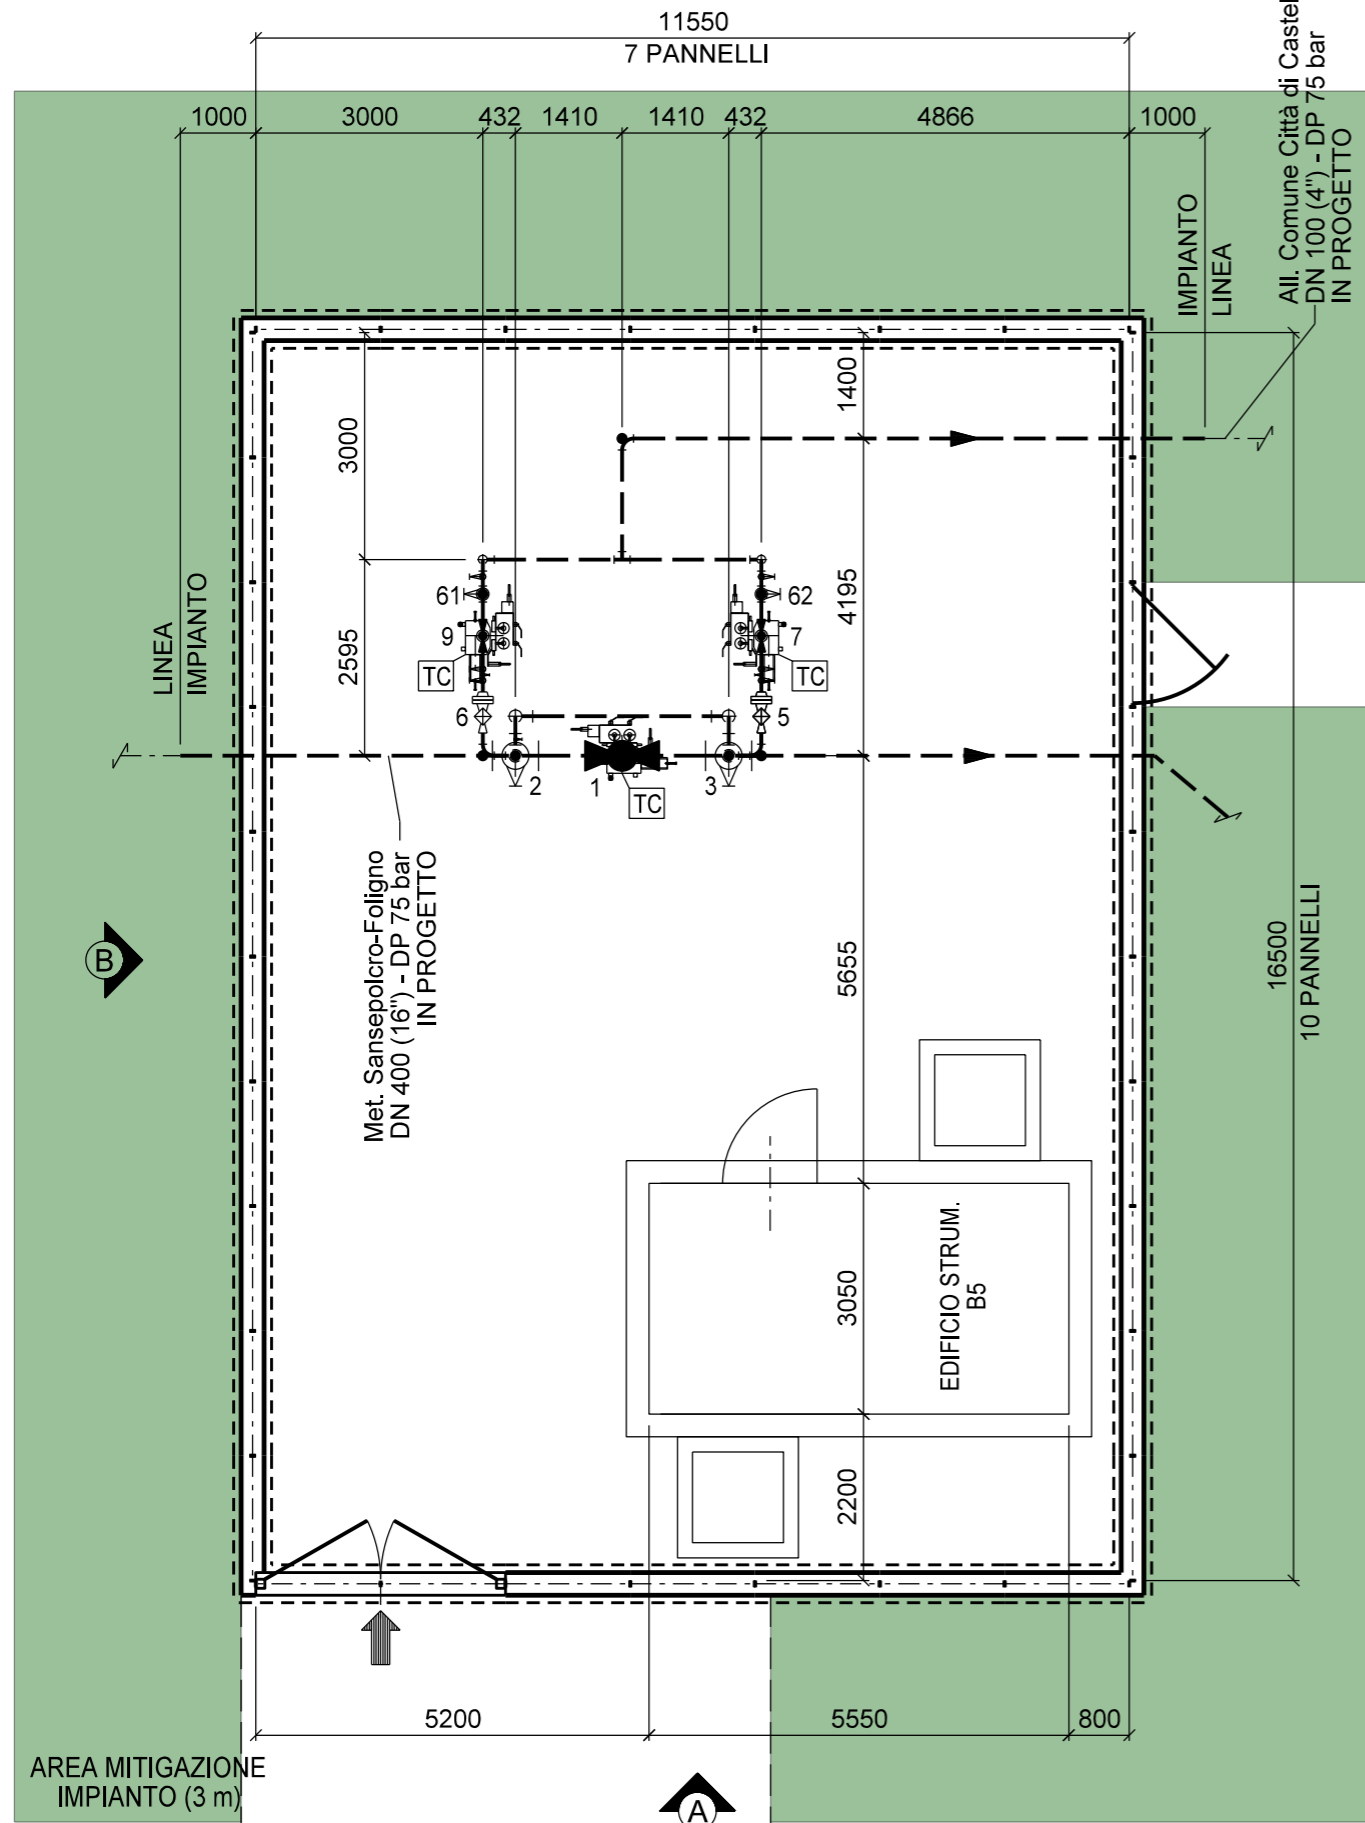 11550
7 PANNELLI
1000
3000
432
1410
1410
432
4866
1000
All. Comune Città di
DN 100 (4") - DP 75 bar
IN PROGETTO
IMPIANTO
LINEA
1400
3000
4195
2595
LINEA
IMPIANTO
61
62
9
7
TC
TC
6
5
2
1
3
TC
Met. Sansepolcro-Foligno
DN 400 (16") - DP 75 bar
IN PROGETTO
B
5655
16500
10 PANNELLI
EDIFICIO STRUM.
B5
3050
2200
5200
5550
800
AREA MITIGAZIONE
IMPIANTO (3 m)
A